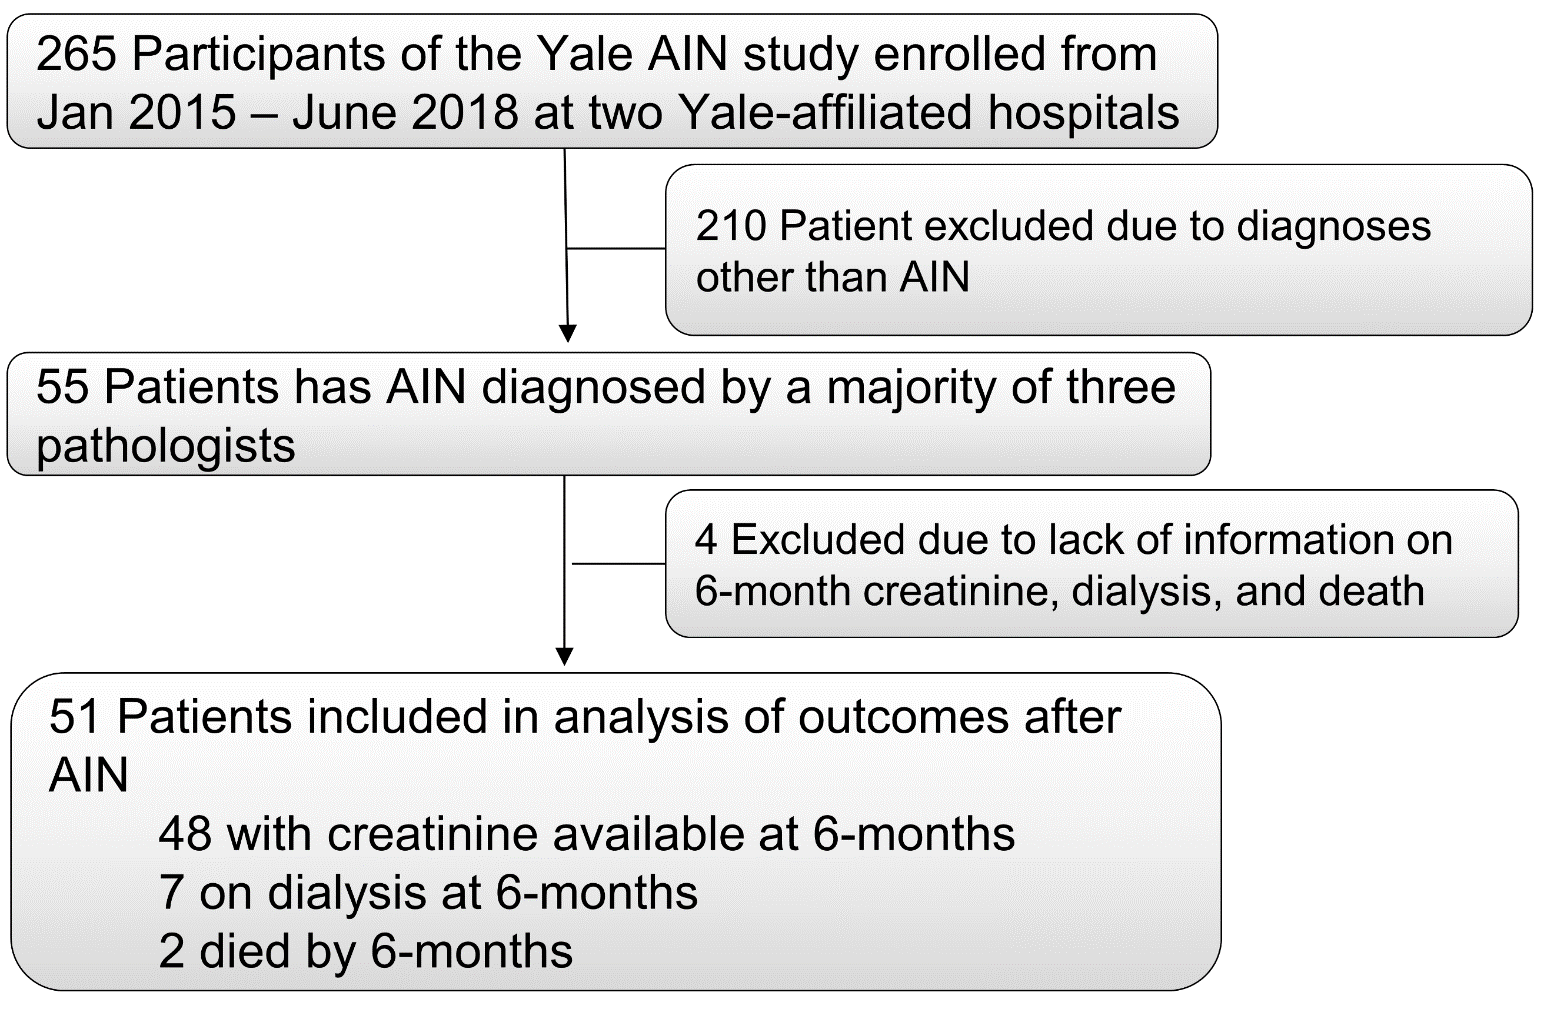 265 Participants of the Yale AIN study enrolled from
Jan 2015 – June 2018 at two Yale-affiliated hospitals
210 Patient excluded due to diagnoses
other than AIN
55 Patients has AIN diagnosed by a majority of three
pathologists
4 Excluded due to lack of information on
6-month creatinine, dialysis, and death
51 Patients included in analysis of outcomes after
AIN
48 with creatinine available at 6-months
7 on dialysis at 6-months
2 died by 6-months